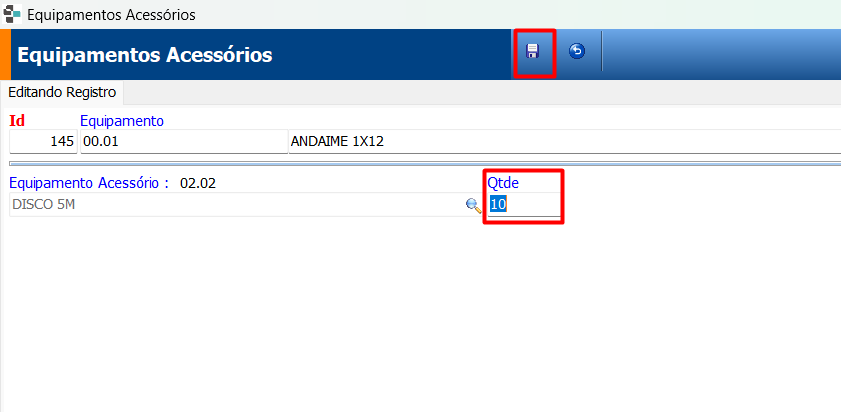 Equipamentos Acessórios
Equipamentos Acessórios
Editando Registro
Id Equipamento
145 00.01 ANDAIME 1X12
Equipamento Acessório : 02.02 Qtde
DISCO 5M 10